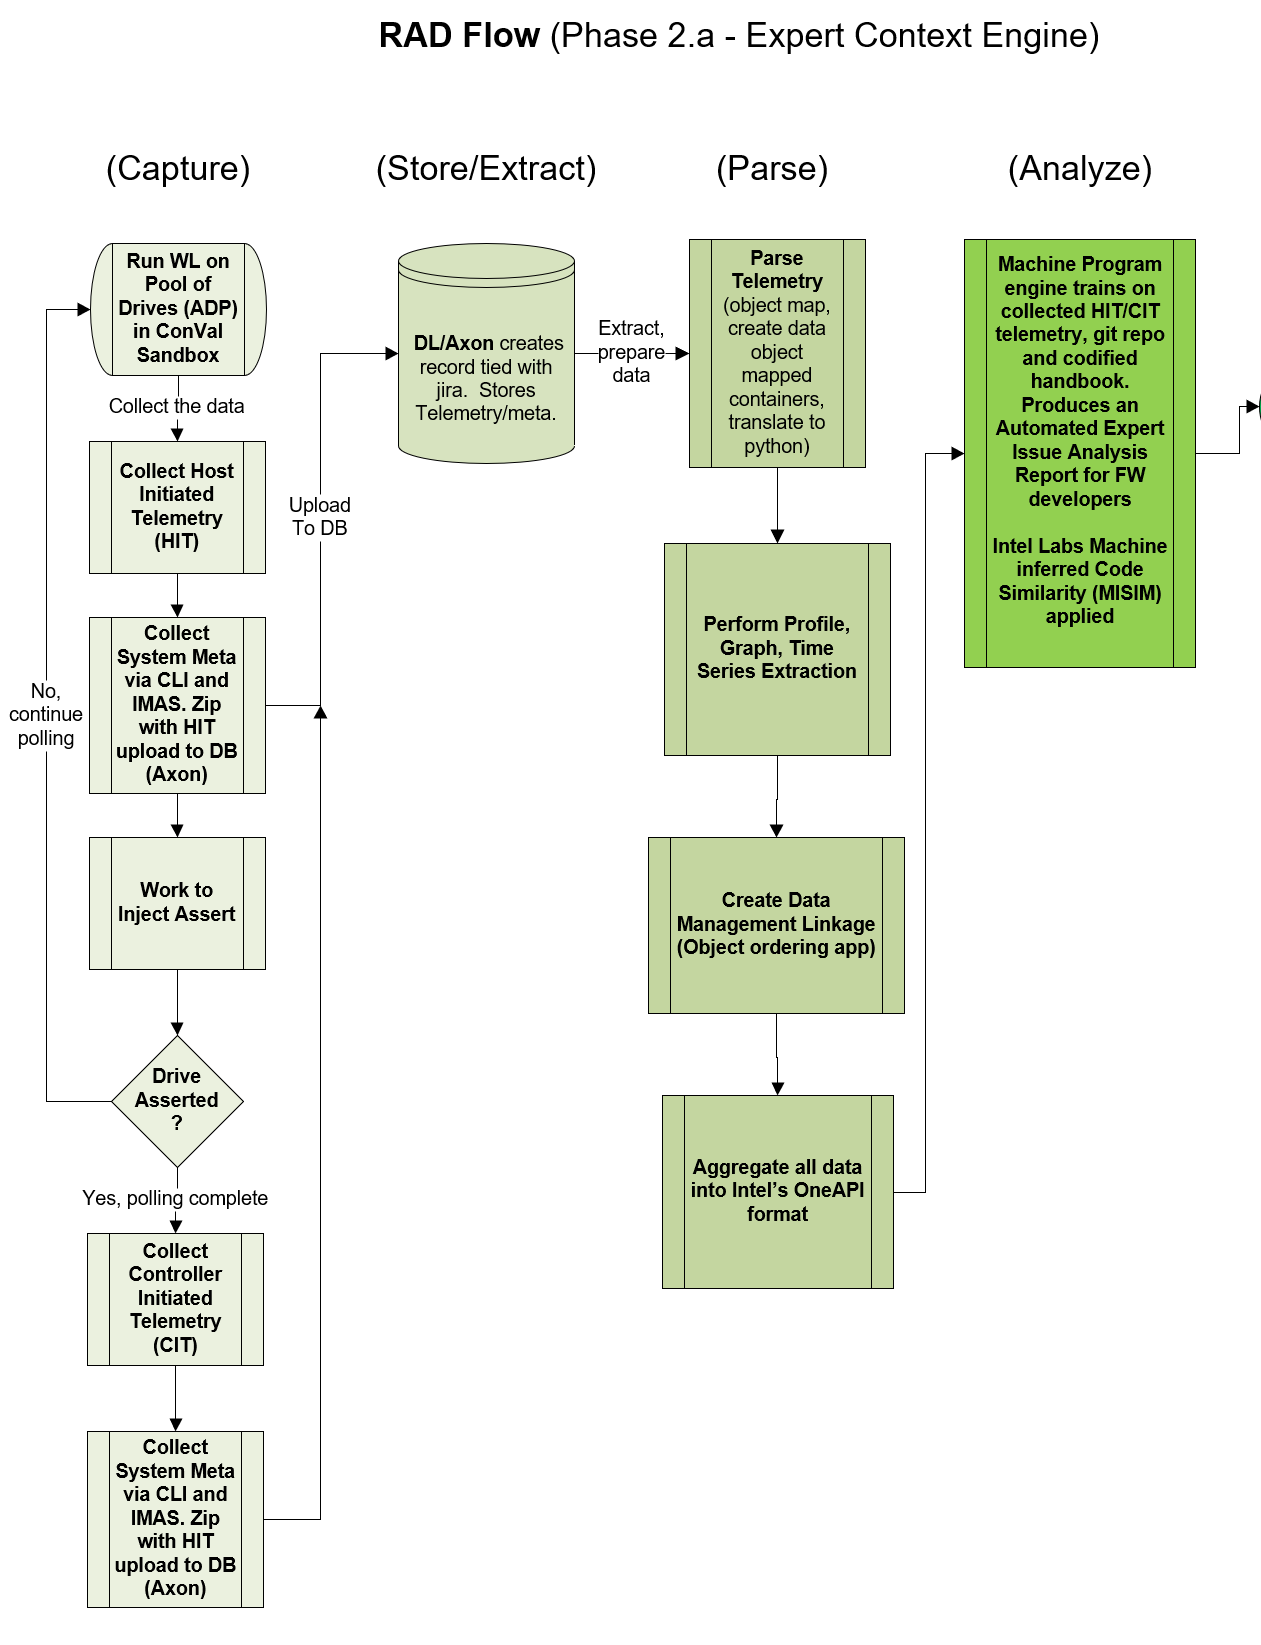 RAD Flow (Phase 2.a - Expert Context Engine)
(Capture)
(Store/Extract)
(Parse)
(Analyze)
Run WL on
Pool of
Drives (ADP)
in ConVal
Sandbox
Collect the data
Collect Host
Initiated
Telemetry
(HIT)
Collect
System Meta
via CLI and
IMAS. Zip
with HIT
upload to DB
(Axon)
No,
continue
polling
Work to
Inject Assert
Drive
Asserted
?
Yes, polling complete
Collect
Controller
Initiated
Telemetry
(CIT)
Collect
System Meta
via CLI and
IMAS. Zip
with HIT
upload to DB
(Axon)
Upload
To DB
DL/Axon creates
record tied with
jira.  Stores
Telemetry/meta.
Extract,
prepare
data
Parse
Telemetry
(object map,
create data
object
mapped
containers,
translate to
python)
Perform Profile,
Graph, Time
Series Extraction
Create Data
Management Linkage
(Object ordering app)
Aggregate all data
into Intel’s OneAPI
format
Machine Program
engine trains on
collected HIT/CIT
telemetry, git repo
and codified
handbook.
Produces an
Automated Expert
Issue Analysis
Report for FW
developers
Intel Labs Machine
inferred Code
Similarity (MISIM)
applied